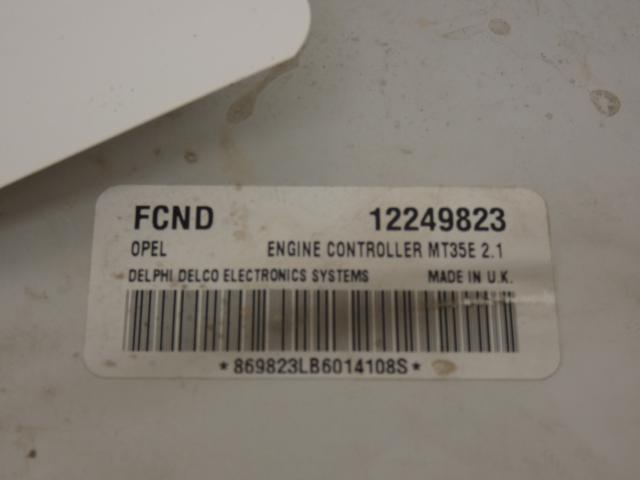 FCND 12249823
OPEL ENGINE CONTROLLER MT35E 2.1
DELPHI DELCO ELECTRONICS SYSTEMS MADE IN U.K.
*869823LB6014108S*